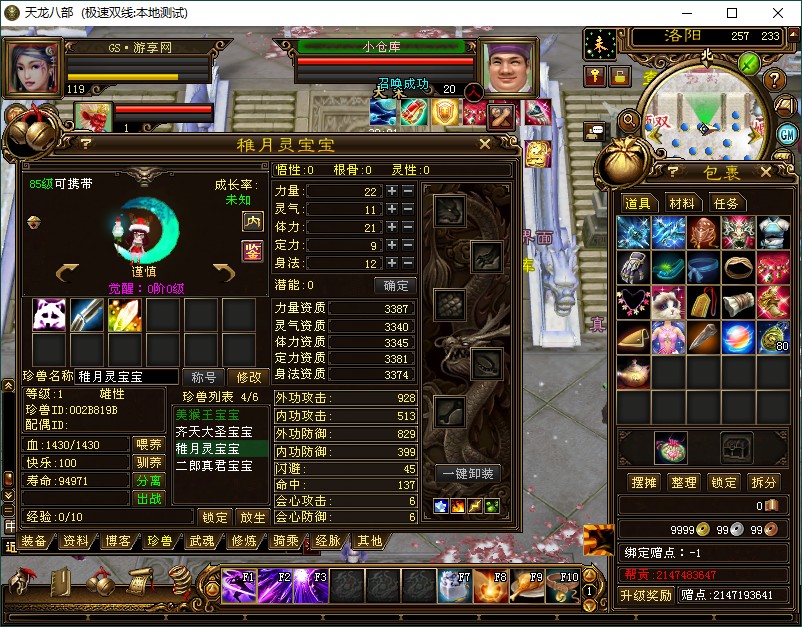 天龙八部 (极速双线:本地测试)
GS·游享网
119
1
小仓库
召唤成功
20
洛阳
257 233
北
GM
稚月灵宝宝
85级可携带
成长率:
未知
内
鉴
谨慎
觉醒：0阶0级
悟性:0 根骨:0 灵性:0
力量: 22
灵气: 11
体力: 21
定力: 9
身法: 12
潜能:0 确定
力量资质 3387
灵气资质 3340
体力资质 3345
定力资质 3381
身法资质 3374
外功攻击: 928
内功攻击: 513
外功防御: 829
内功防御: 399
闪避: 45
命中: 137
会心攻击: 6
会心防御: 6
珍兽名称 稚月灵宝宝 称号 修改
等级:1 雄性
珍兽ID:002B819B
配偶ID:
血:1430/1430 喂养
快乐:100 驯养
寿命:94971 分离
出战
经验:0/10 锁定 放生
珍兽列表 4/6
美猴王宝宝
齐天大圣宝宝
稚月灵宝宝
二郎真君宝宝
一键卸装
装备 资料 博客 珍兽 武魂 修炼 骑乘 经脉 其他
包裹
道具 材料 任务
80
摆摊 整理 锁定 拆分
0
9999 99 99
绑定赠点：-1
帮贡:2147483647
升级奖励 赠点:2147193641
F1 F2 F3 F7 F8 F9 F10
1